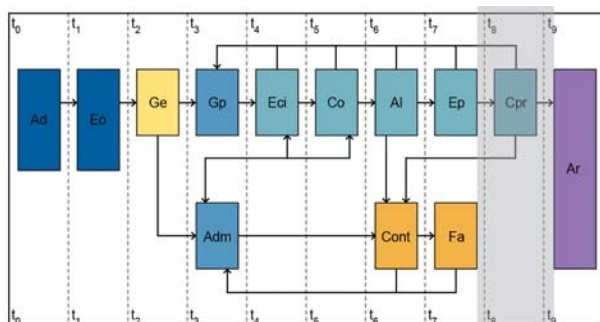 t0 t1 t2 t3 t4 t5 t6 t7 t8 t9
Ad Eo Ge Gp Eci Co Al Ep Cpr
Ar
Adm Cont Fa
t0 t1 t2 t3 t4 t5 t6 t7 t8 t9